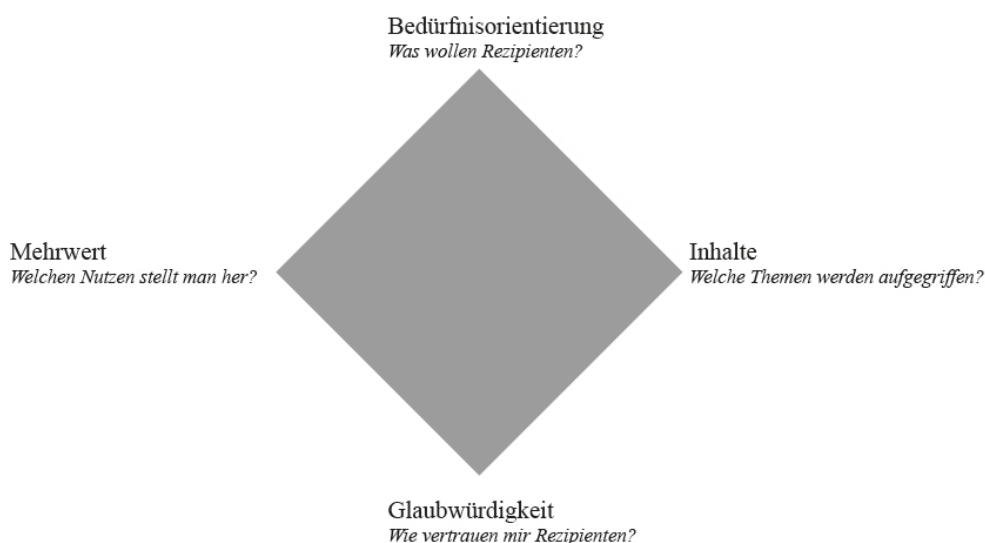 Bedürfnisorientierung
Was wollen Rezipienten?
Mehrwert
Welchen Nutzen stellt man her?
Inhalte
Welche Themen werden aufgegriffen?
Glaubwürdigkeit
Wie vertrauen mir Rezipienten?